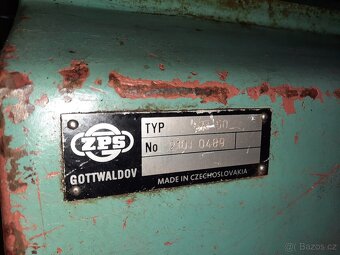 ZPS
TYP
No 2101 0489
GOTTWALDOV
MADE IN CZECHOSLOVAKIA
Bazos.cz